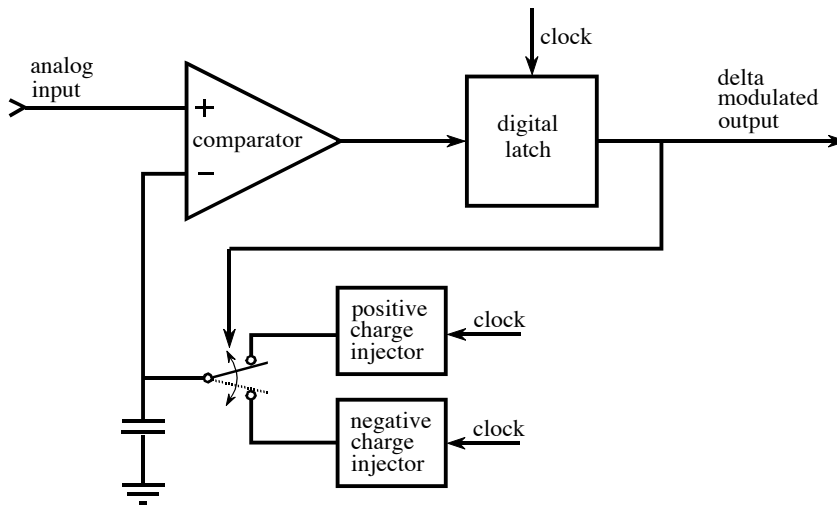 clock
analog
input
delta
modulated
output
+
comparator
digital
latch
−
positive
charge
injector
clock
negative
charge
injector
clock